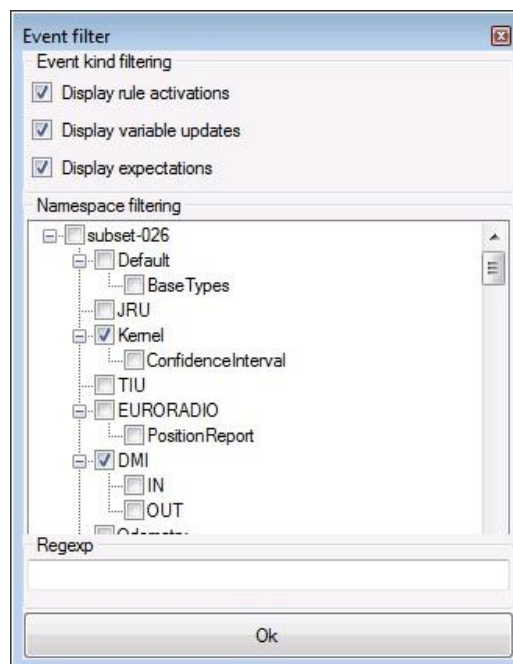 Event filter
Event kind filtering
Display rule activations
Display variable updates
Display expectations
Namespace filtering
subset-026
Default
BaseTypes
JRU
Kernel
ConfidenceInterval
TIU
EURORADIO
PositionReport
DMI
IN
OUT
Odometry
Regexp
Ok